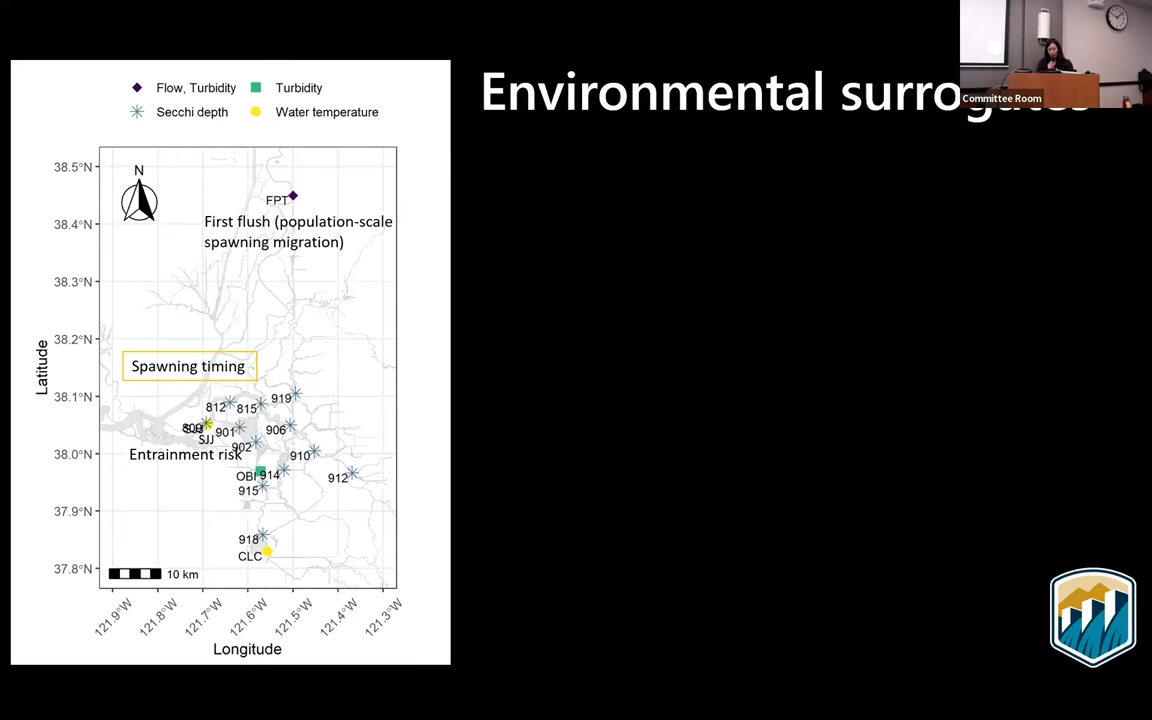 Environmental surrogates
Committee Room
Flow, Turbidity
Turbidity
Secchi depth
Water temperature
38.5°N
N
FPT
38.4°N
First flush (population-scale
spawning migration)
38.3°N
38.2°N
Latitude
Spawning timing
38.1°N
919
812
815
809
901
906
SJJ
902
38.0°N
Entrainment risk
910
OBI
914
912
915
37.9°N
918
CLC
37.8°N
10 km
121.9°W
121.8°W
121.7°W
121.6°W
121.5°W
121.4°W
121.3°W
Longitude